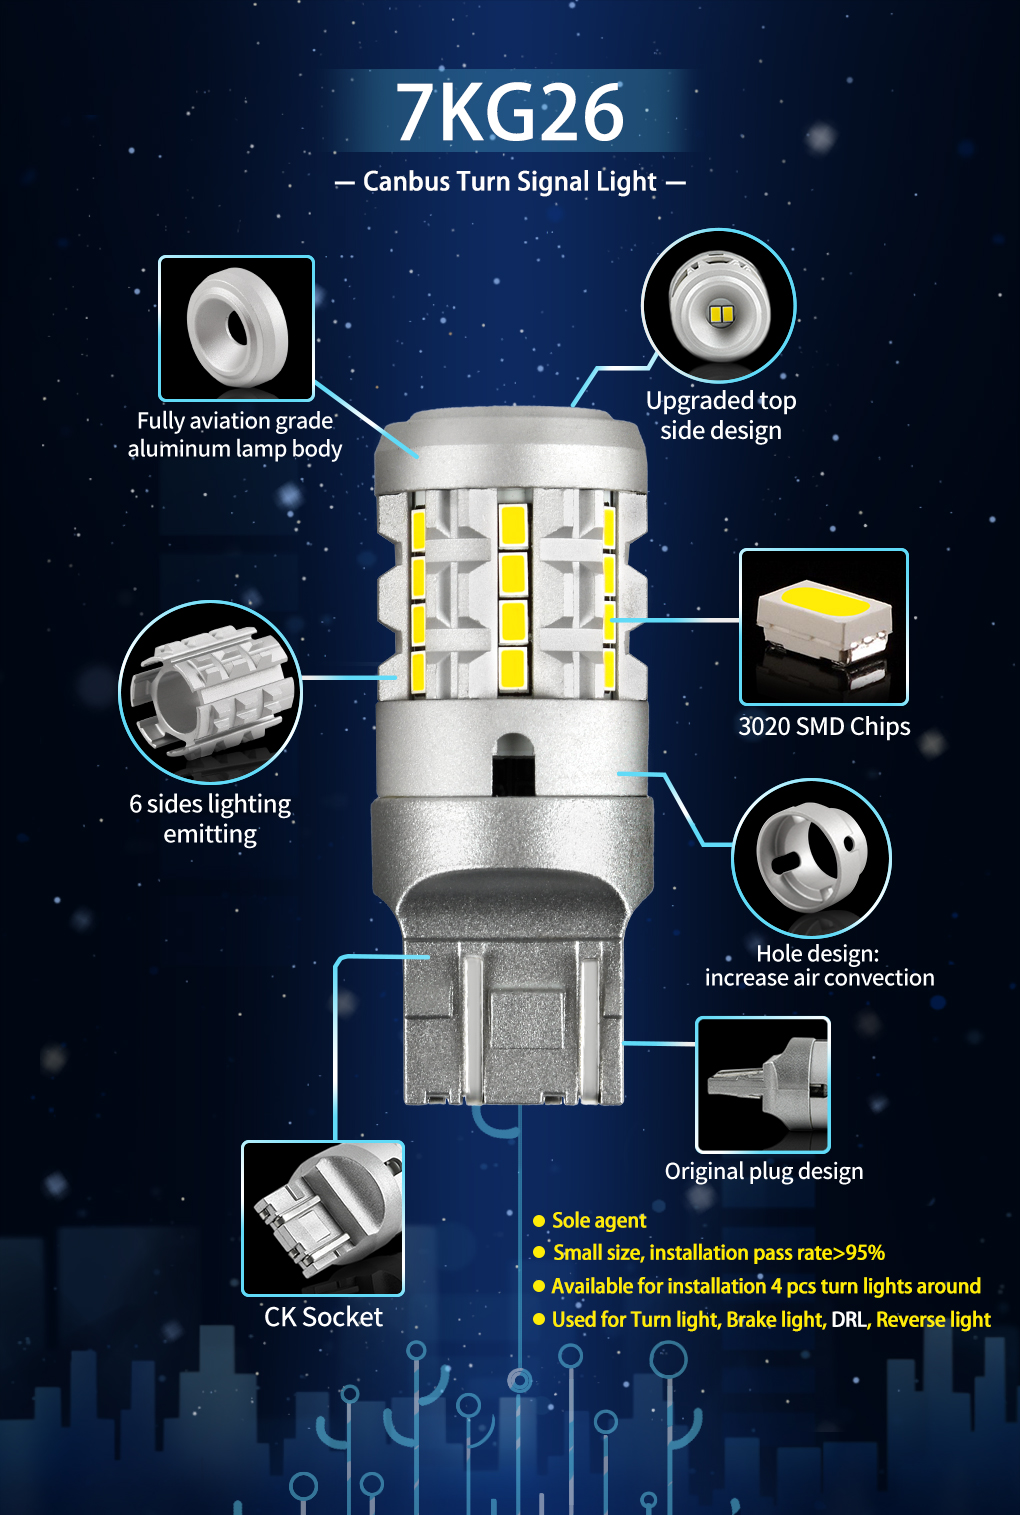 7KG26
— Canbus Turn Signal Light —
Fully aviation grade
aluminum lamp body
Upgraded top
side design
3020 SMD Chips
6 sides lighting
emitting
Hole design:
increase air convection
Original plug design
CK Socket
● Sole agent
● Small size, installation pass rate>95%
● Available for installation 4 pcs turn lights around
● Used for Turn light, Brake light, DRL, Reverse light